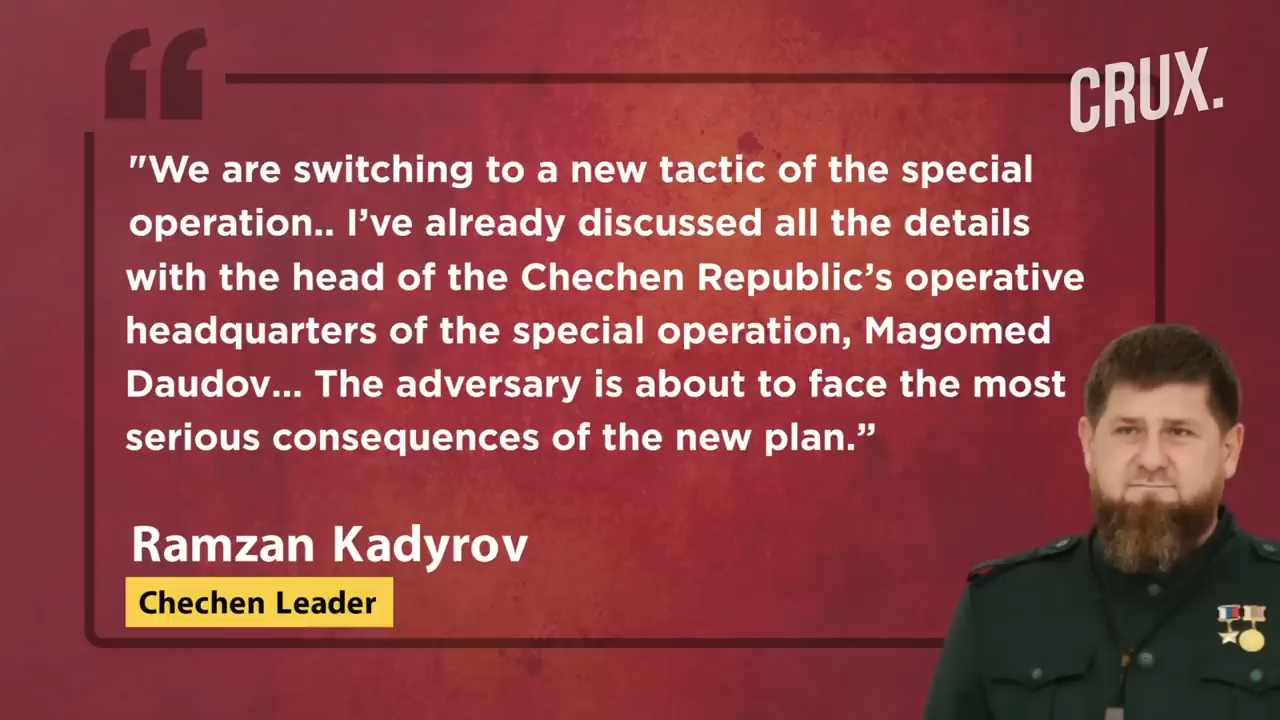 CRUX.
"We are switching to a new tactic of the special
operation.. I’ve already discussed all the details
with the head of the Chechen Republic’s operative
headquarters of the special operation, Magomed
Daudov... The adversary is about to face the most
serious consequences of the new plan.”
Ramzan Kadyrov
Chechen Leader